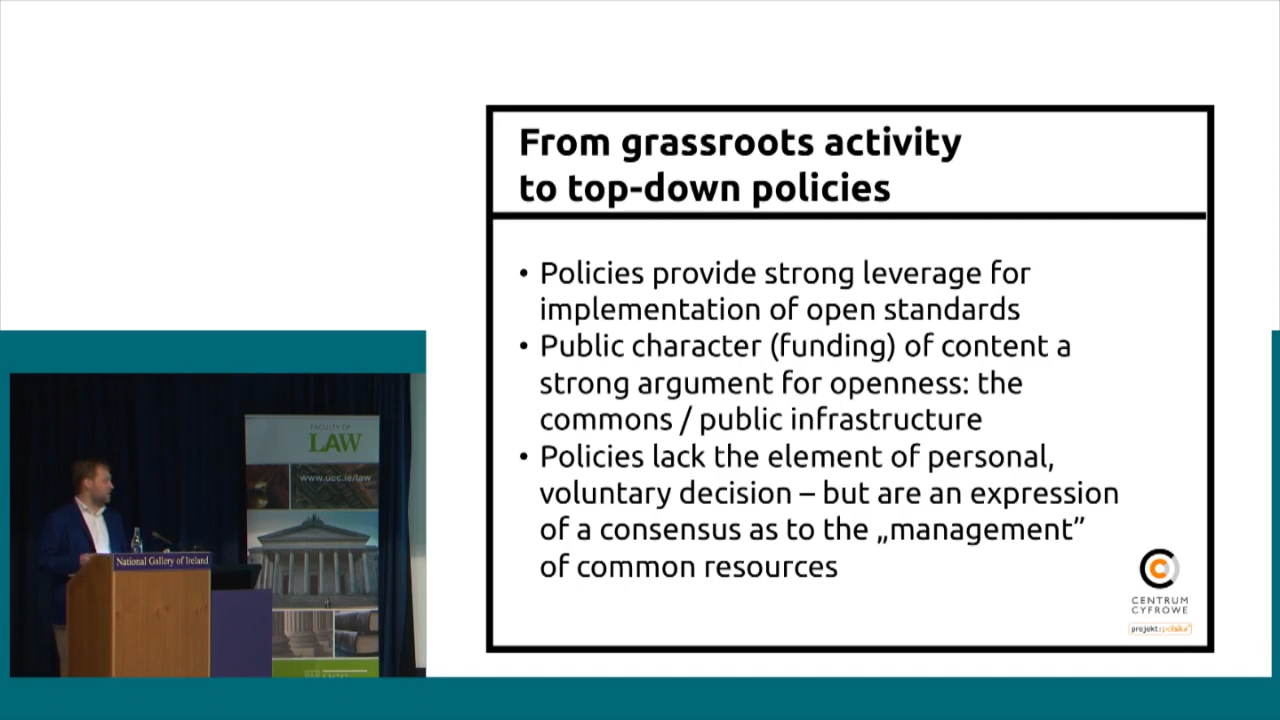 From grassroots activity
to top-down policies
• Policies provide strong leverage for
implementation of open standards
• Public character (funding) of content a
strong argument for openness: the
commons / public infrastructure
• Policies lack the element of personal,
voluntary decision – but are an expression
of a consensus as to the „management”
of common resources
CENTRUM
CYFROWE
projekt:polska
FACULTY OF
LAW
www.ucc.ie/law
National Gallery of Ireland